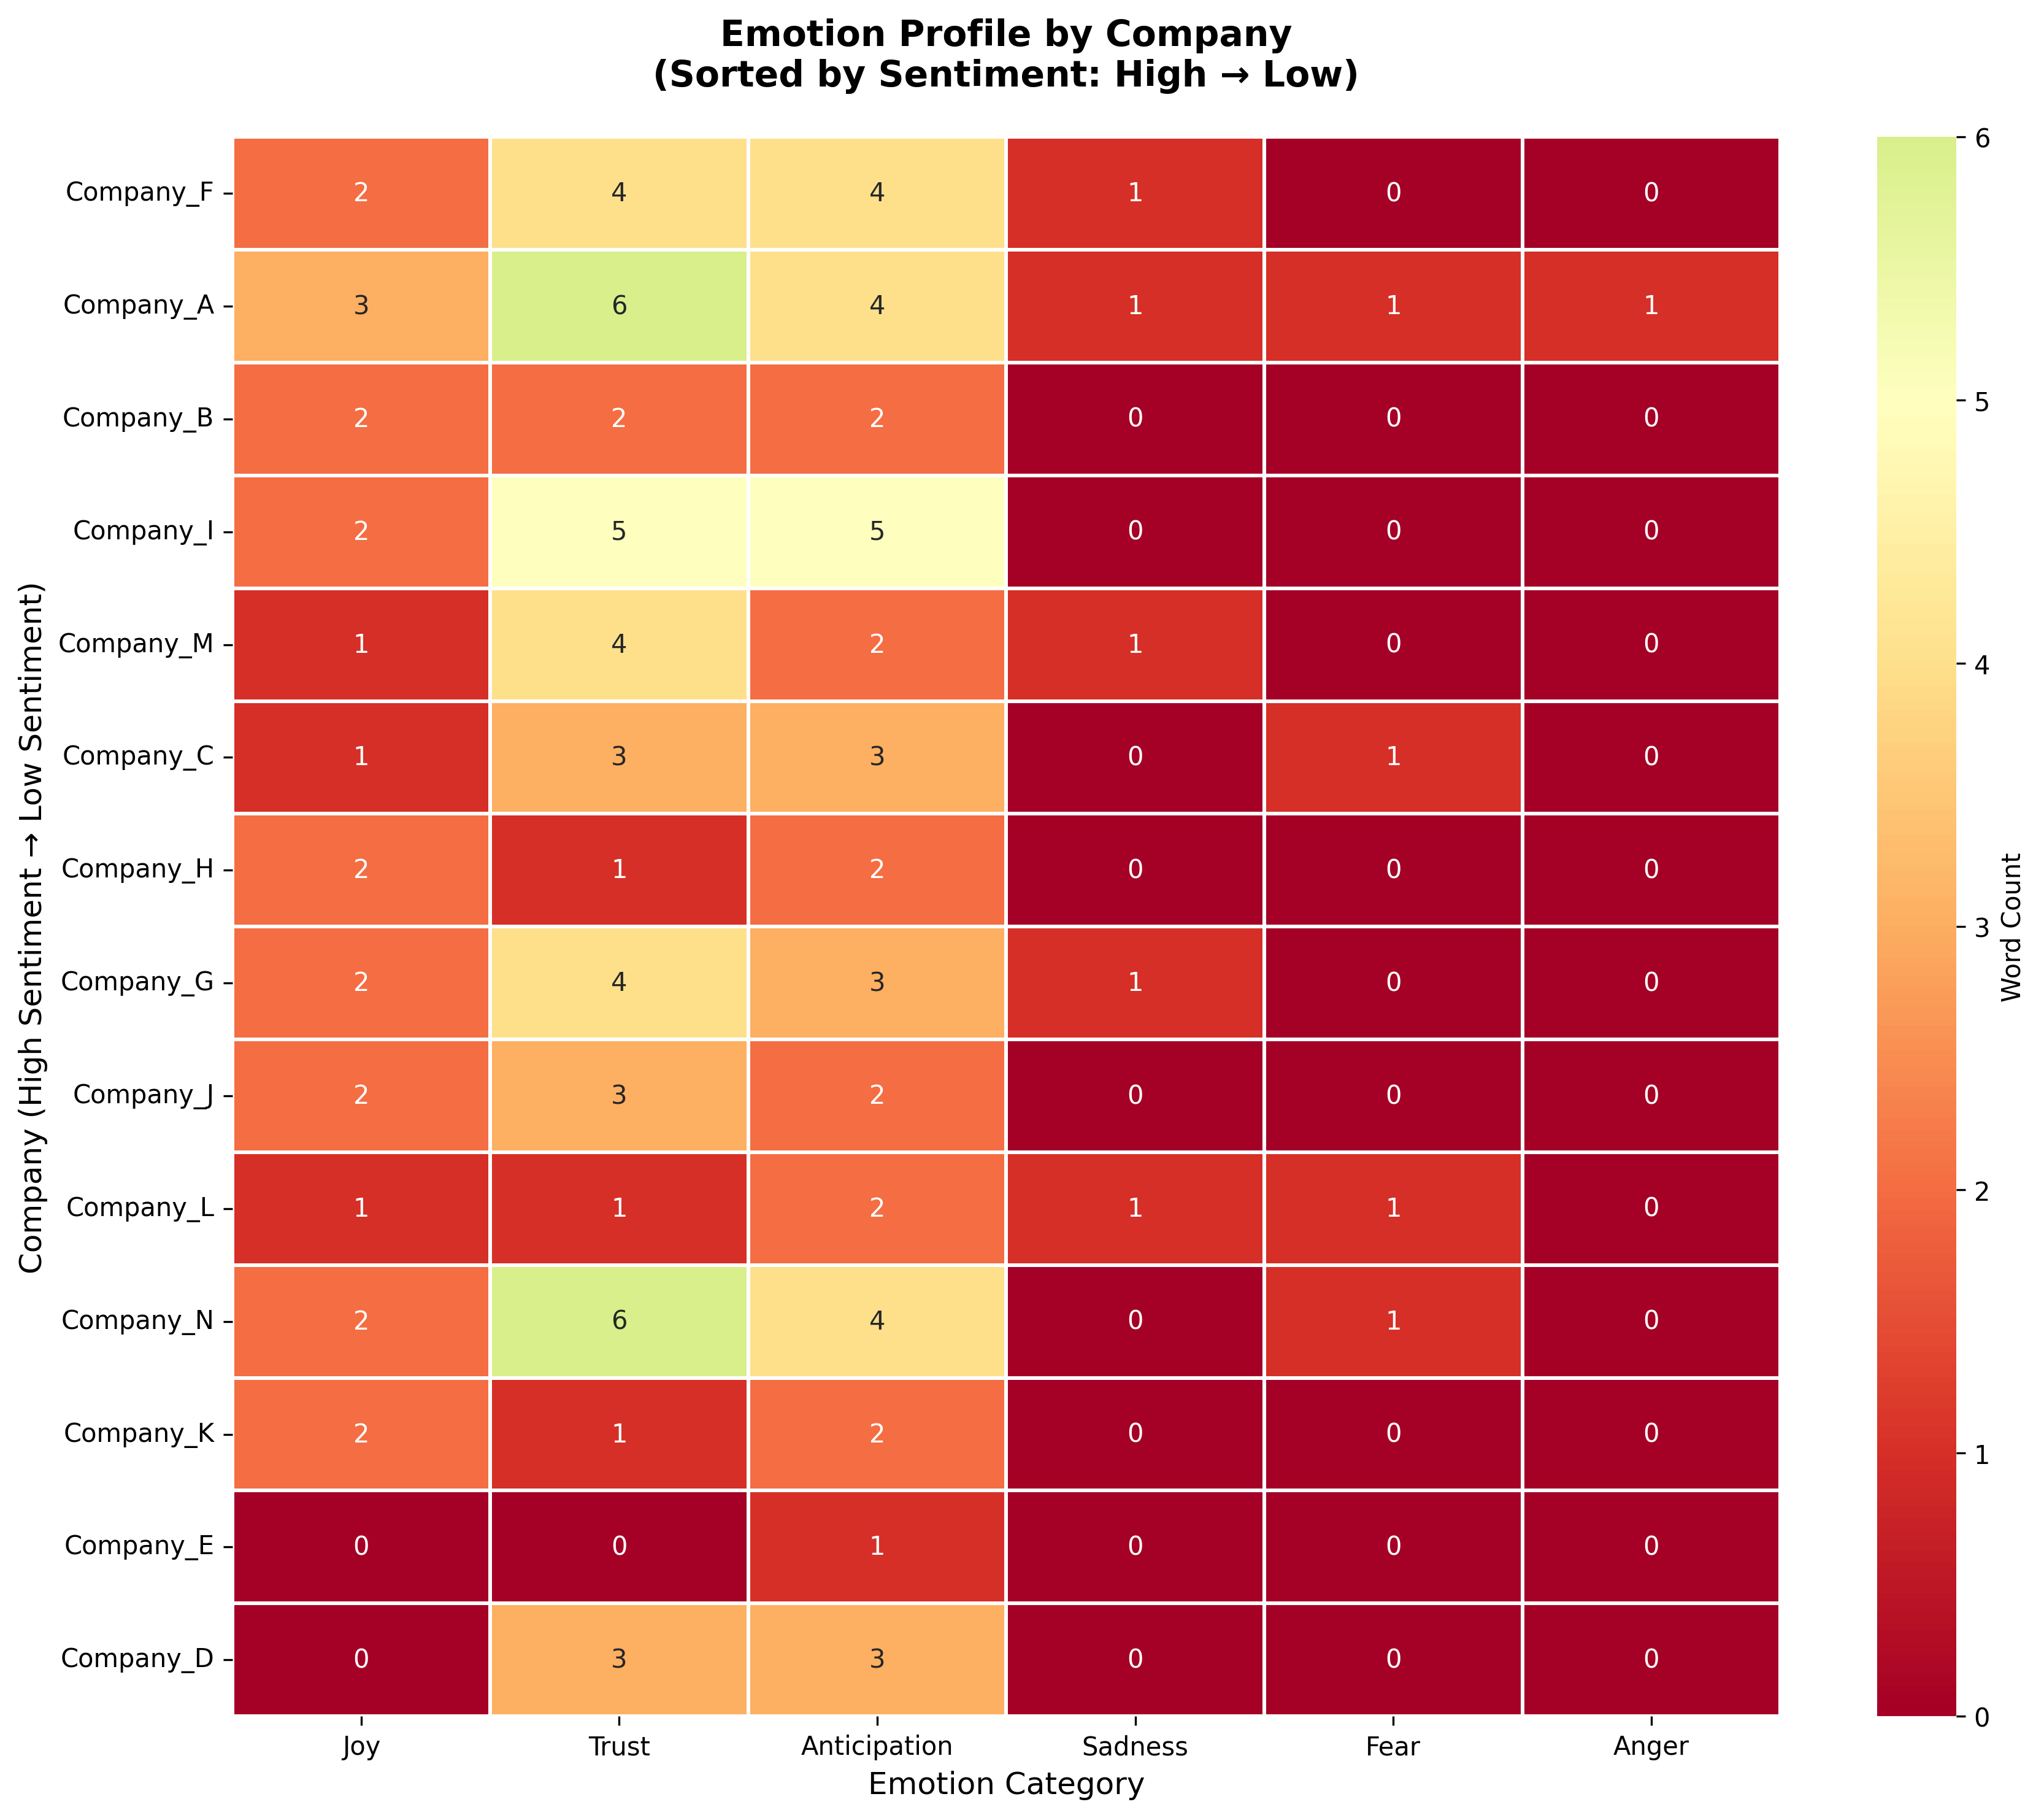 Emotion Profile by Company
(Sorted by Sentiment: High → Low)
Company (High Sentiment → Low Sentiment)
Company_F 2 4 4 1 0 0
Company_A 3 6 4 1 1 1
Company_B 2 2 2 0 0 0
Company_I 2 5 5 0 0 0
Company_M 1 4 2 1 0 0
Company_C 1 3 3 0 1 0
Company_H 2 1 2 0 0 0
Company_G 2 4 3 1 0 0
Company_J 2 3 2 0 0 0
Company_L 1 1 2 1 1 0
Company_N 2 6 4 0 1 0
Company_K 2 1 2 0 0 0
Company_E 0 0 1 0 0 0
Company_D 0 3 3 0 0 0
Joy Trust Anticipation Sadness Fear Anger
Emotion Category
6
5
4
3
2
1
0
Word Count